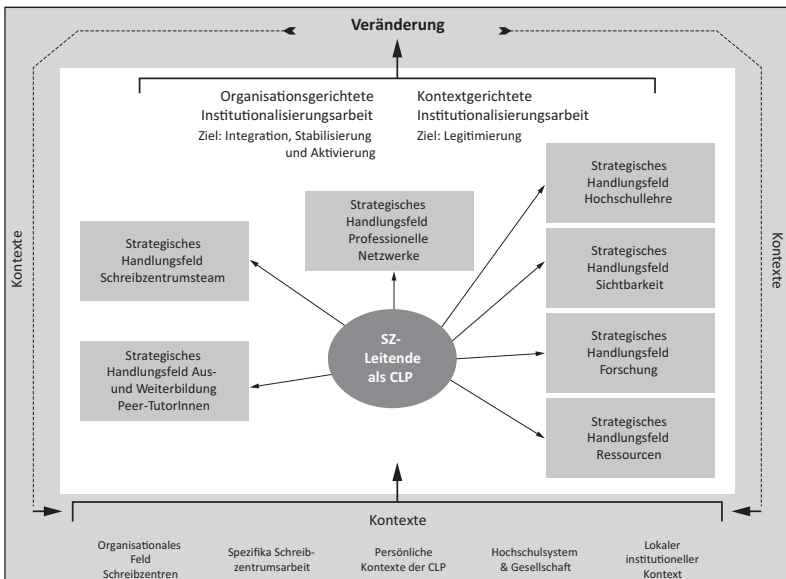 Veränderung
Organisationsgerichtete
Institutionalisierungsarbeit
Ziel: Integration, Stabilisierung
und Aktivierung
Kontextgerichtete
Institutionalisierungsarbeit
Ziel: Legitimierung
Kontexte
Strategisches
Handlungsfeld
Schreibzentrumsteam
Strategisches
Handlungsfeld Aus-
und Weiterbildung
Peer-TutorInnen
Strategisches
Handlungsfeld
Professionelle
Netzwerke
SZ-
Leitende
als CLP
Strategisches
Handlungsfeld
Hochschullehre
Strategisches
Handlungsfeld
Sichtbarkeit
Strategisches
Handlungsfeld
Forschung
Strategisches
Handlungsfeld
Ressourcen
Kontexte
Kontexte
Organisationales
Feld
Schreibzentren
Spezifika Schreib-
zentrumsarbeit
Persönliche
Kontexte der CLP
Hochschulsystem
& Gesellschaft
Lokaler
institutioneller
Kontext